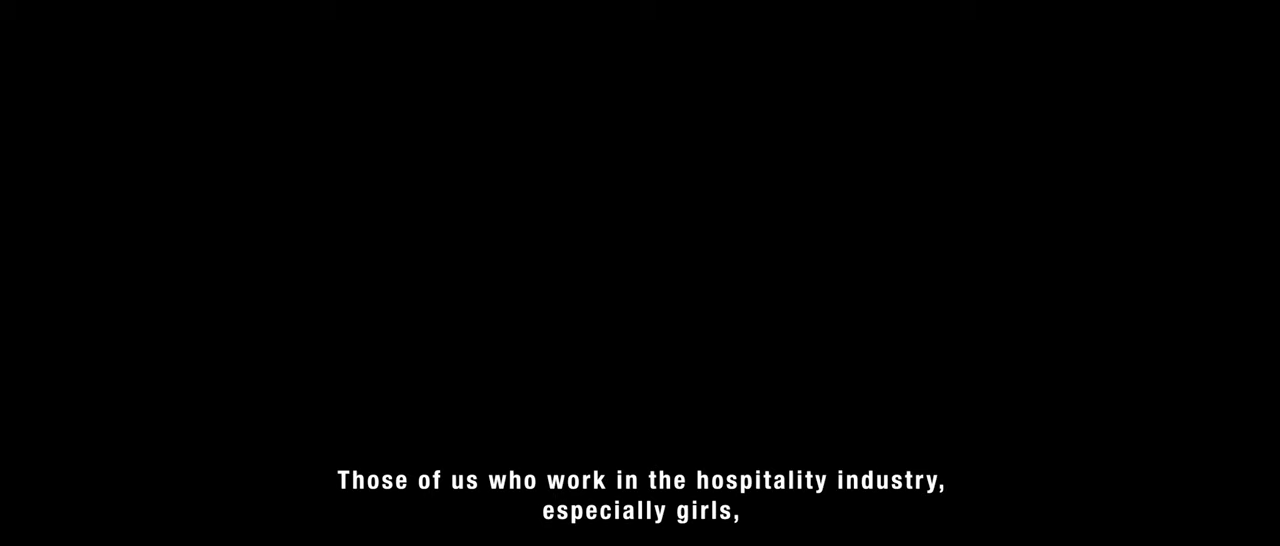 Those of us who work in the hospitality industry,
especially girls,